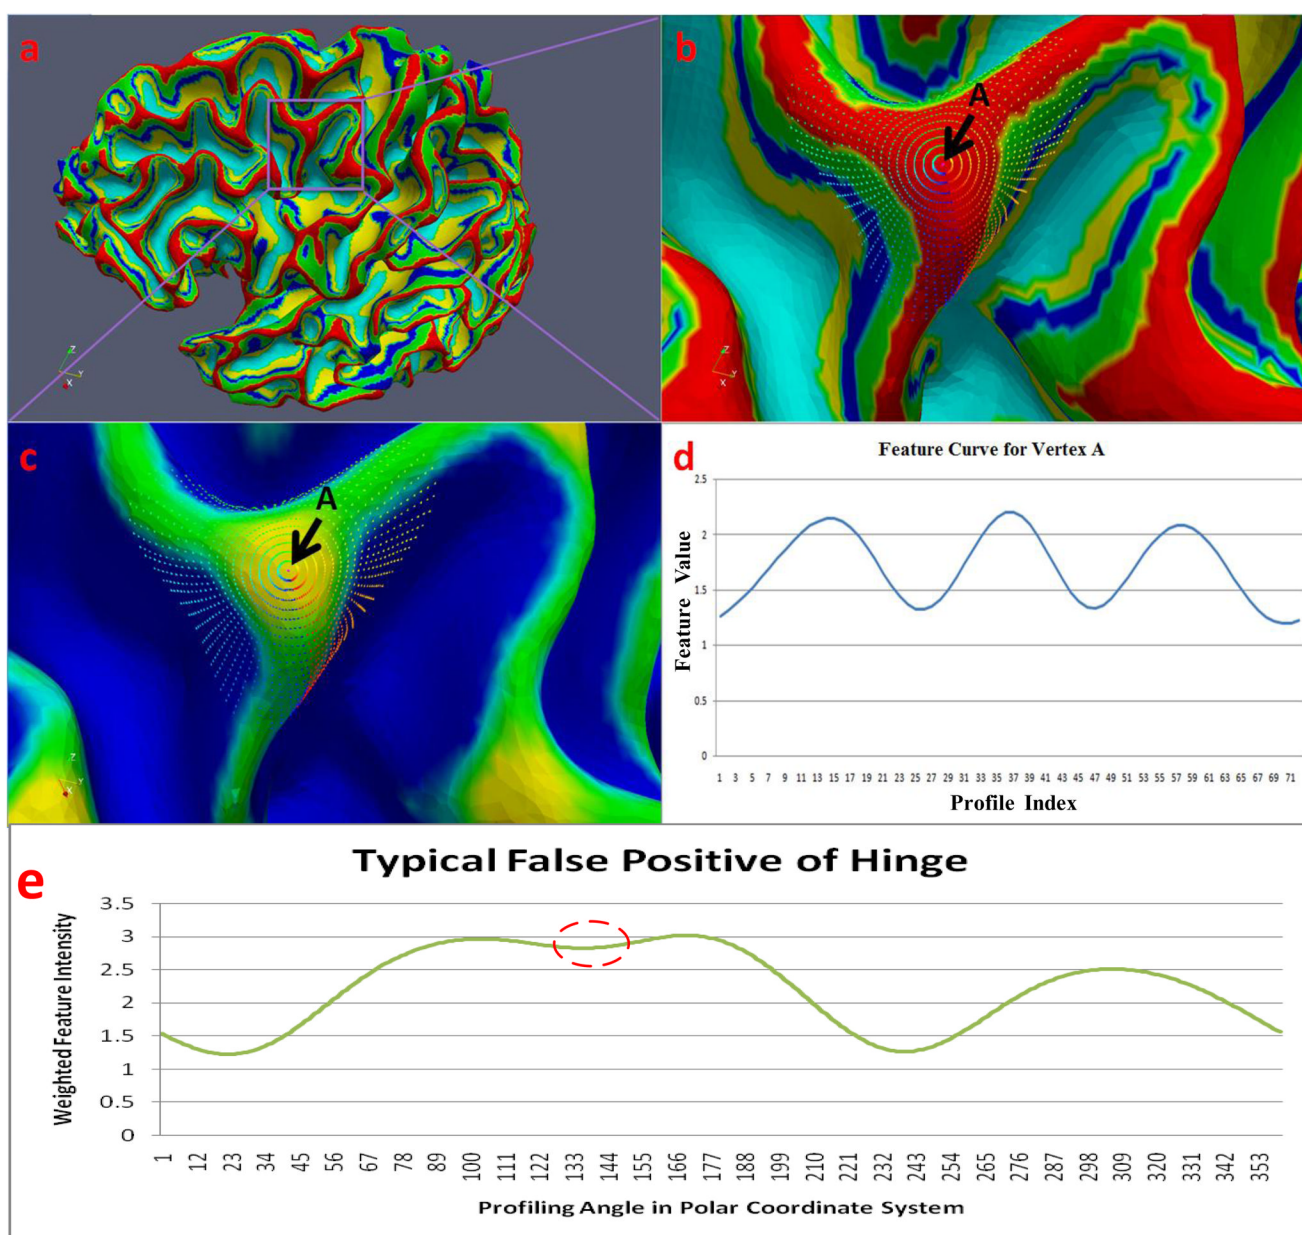 a
b
A
Z
Y
X
Z
Y
X
c
A
Z
Y
X
d
Feature Curve for Vertex A
2.5
2
1.5
1
0.5
0
Feature Value
1 3 5 7 9 11 13 15 17 19 21 23 25 27 29 31 33 35 37 39 41 43 45 47 49 51 53 55 57 59 61 63 65 67 69 71
Profile Index
e
Typical False Positive of Hinge
3.5
3
2.5
2
1.5
1
0.5
0
Weighted Feature Intensity
1 12 23 34 45 56 67 78 89 100 111 122 133 144 155 166 177 188 199 210 221 232 243 254 265 276 287 298 309 320 331 342 353
Profiling Angle in Polar Coordinate System